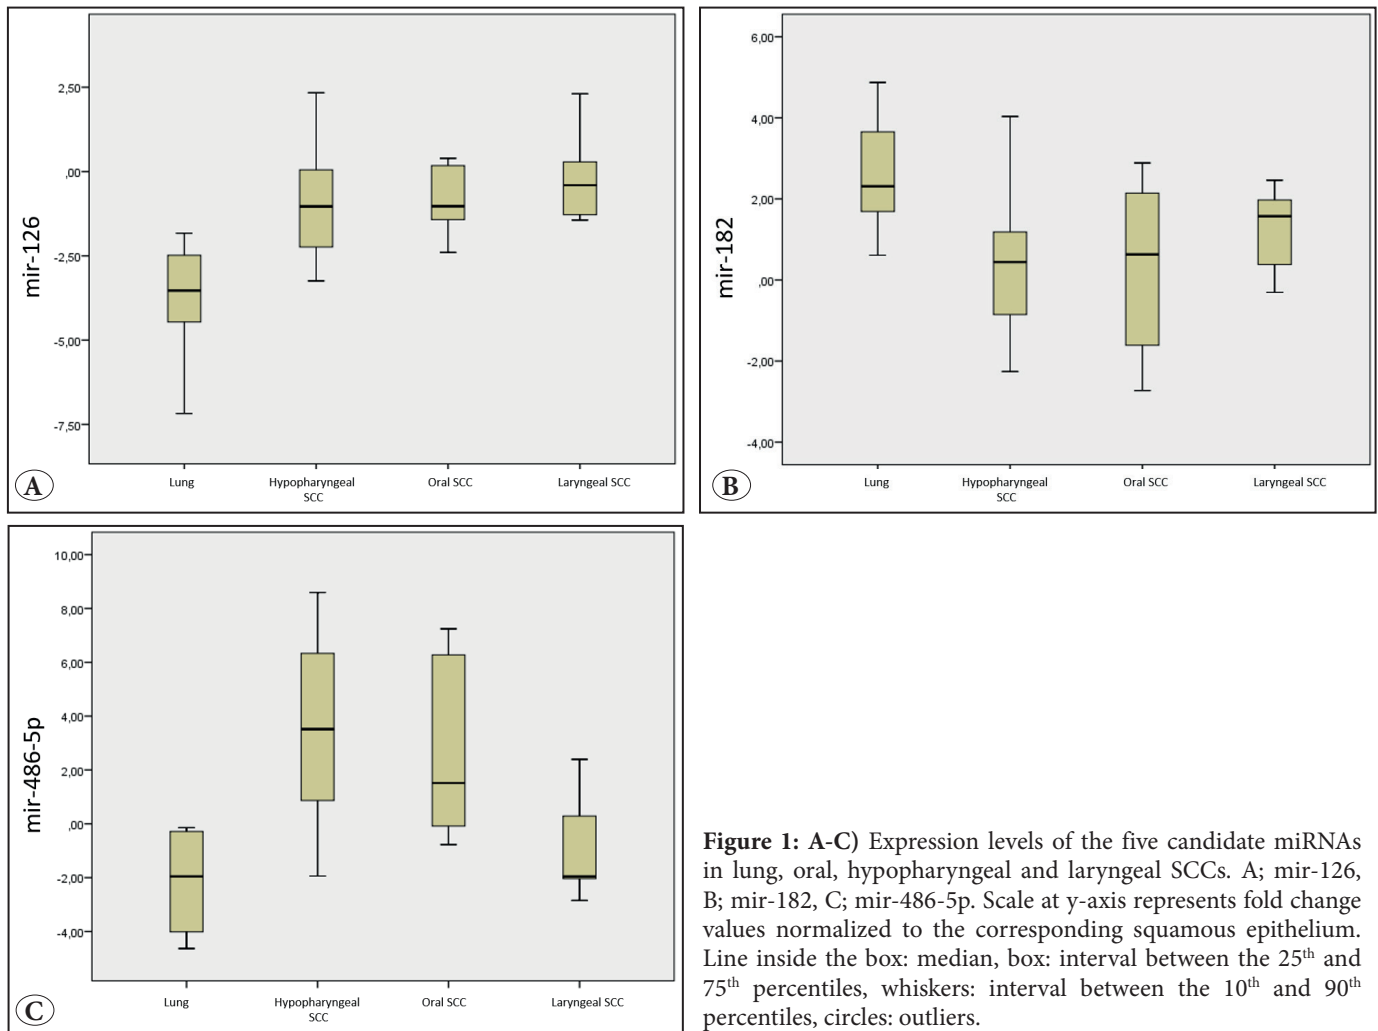 2,50
,00
-2,50
-5,00
-7,50
mir-126
Lung
Hypopharyngeal
SCC
Oral SCC
Laryngeal SCC
A
6,00
4,00
2,00
,00
-2,00
-4,00
mir-182
Lung
Hypopharyngeal
SCC
Oral SCC
Laryngeal SCC
B
10,00
8,00
6,00
4,00
2,00
,00
-2,00
-4,00
mir-486-5p
Lung
Hypopharyngeal
SCC
Oral SCC
Laryngeal SCC
C
Figure 1: A-C) Expression levels of the five candidate miRNAs
in lung, oral, hypopharyngeal and laryngeal SCCs. A; mir-126,
B; mir-182, C; mir-486-5p. Scale at y-axis represents fold change
values normalized to the corresponding squamous epithelium.
Line inside the box: median, box: interval between the 25th and
75th percentiles, whiskers: interval between the 10th and 90th
percentiles, circles: outliers.